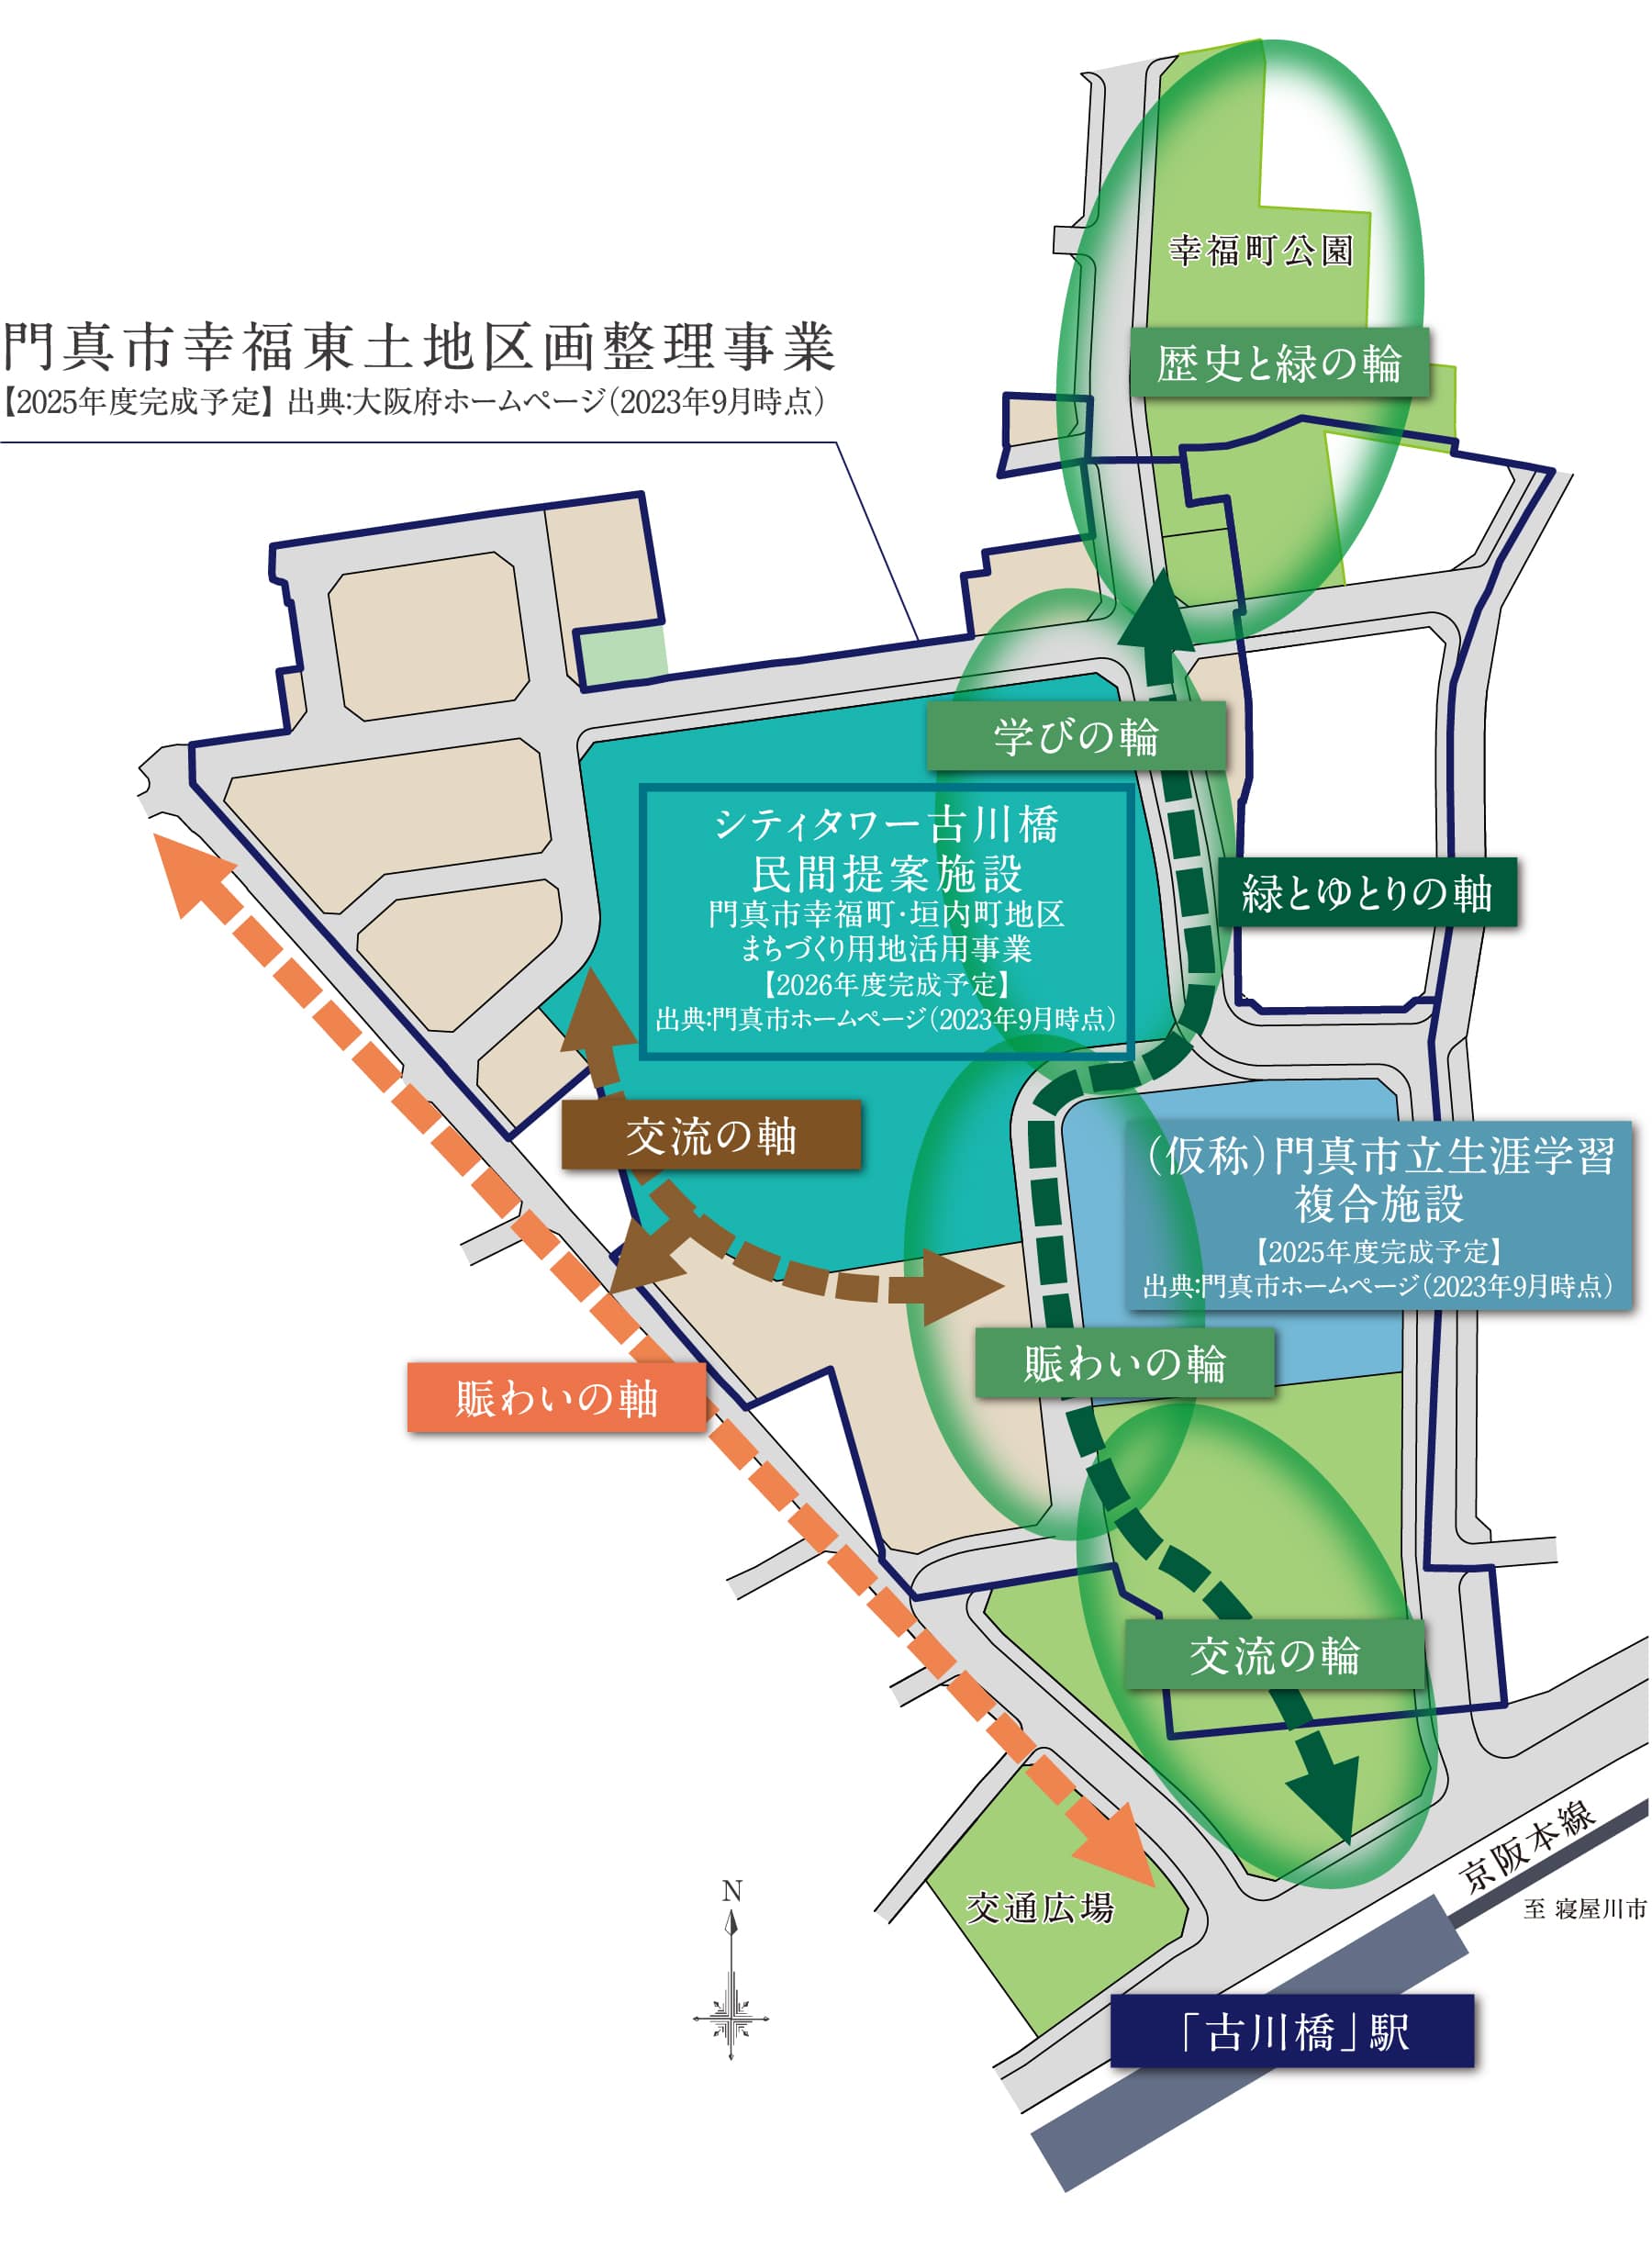 幸福町公園
歴史と緑の輪
門真市幸福東土地区画整理事業
【2025年度完成予定】出典:大阪府ホームページ(2023年9月時点)
学びの輪
シティタワー古川橋
民間提案施設
門真市幸福町・垣内町地区
まちづくり用地活用事業
【2026年度完成予定】
出典:門真市ホームページ(2023年9月時点)
緑とゆとりの軸
交流の軸
(仮称)門真市立生涯学習
複合施設
【2025年度完成予定】
出典:門真市ホームページ(2023年9月時点)
賑わいの輪
賑わいの軸
交流の輪
京阪本線
至 寝屋川市
交通広場
N
「古川橋」駅